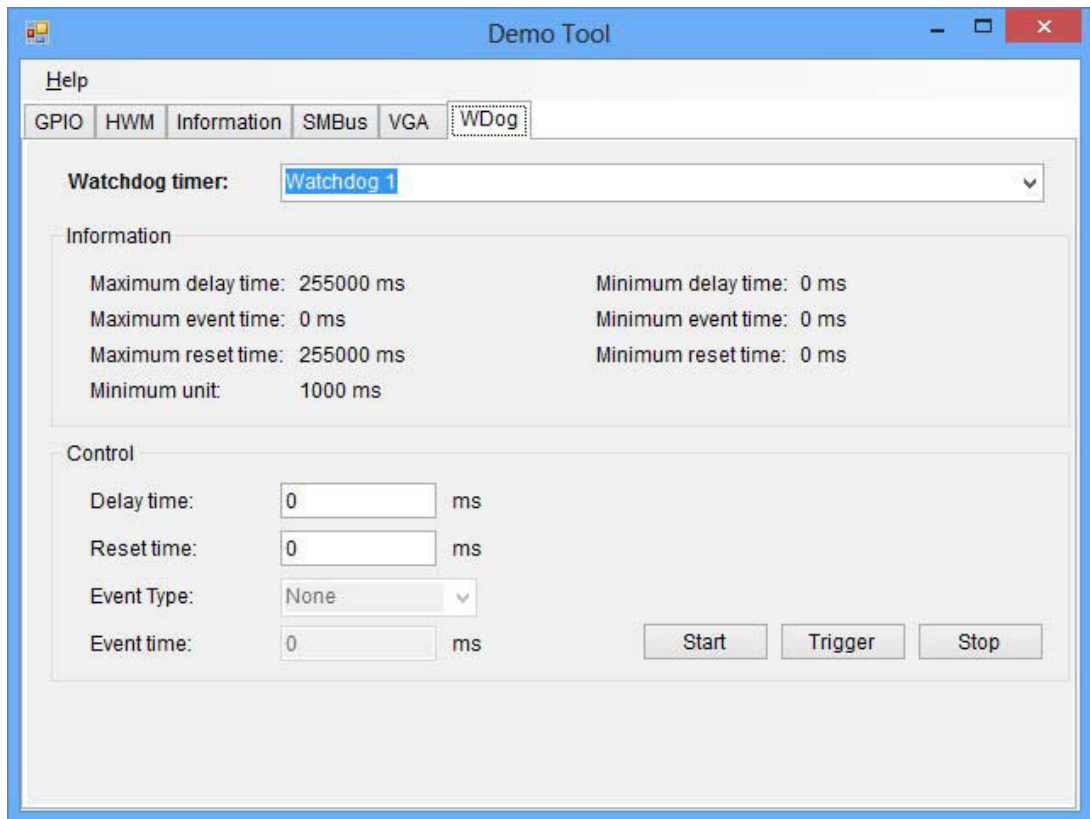 Demo Tool
Help
GPIO HWM Information SMBus VGA WDog
Watchdog timer: Watchdog 1
Information
Maximum delay time: 255000 ms Minimum delay time: 0 ms
Maximum event time: 0 ms Minimum event time: 0 ms
Maximum reset time: 255000 ms Minimum reset time: 0 ms
Minimum unit: 1000 ms
Control
Delay time: 0 ms
Reset time: 0 ms
Event Type: None
Event time: 0 ms Start Trigger Stop